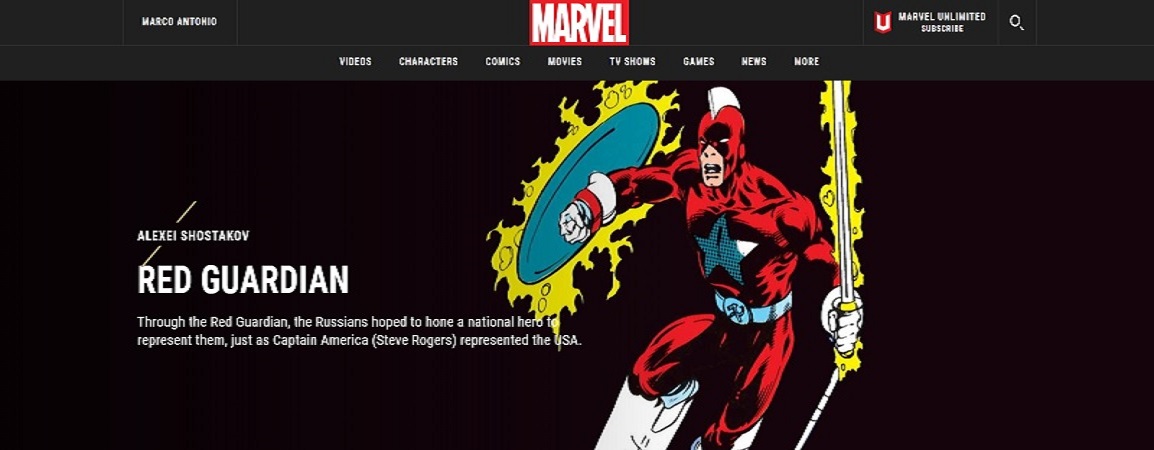 MARCO ANTONIO
MARVEL
MARVEL UNLIMITED
SUBSCRIBE
VIDEOS CHARACTERS COMICS MOVIES TV SHOWS GAMES NEWS MORE
ALEXEI SHOSTAKOV
RED GUARDIAN
Through the Red Guardian, the Russians hoped to hone a national hero to
represent them, just as Captain America (Steve Rogers) represented the USA.